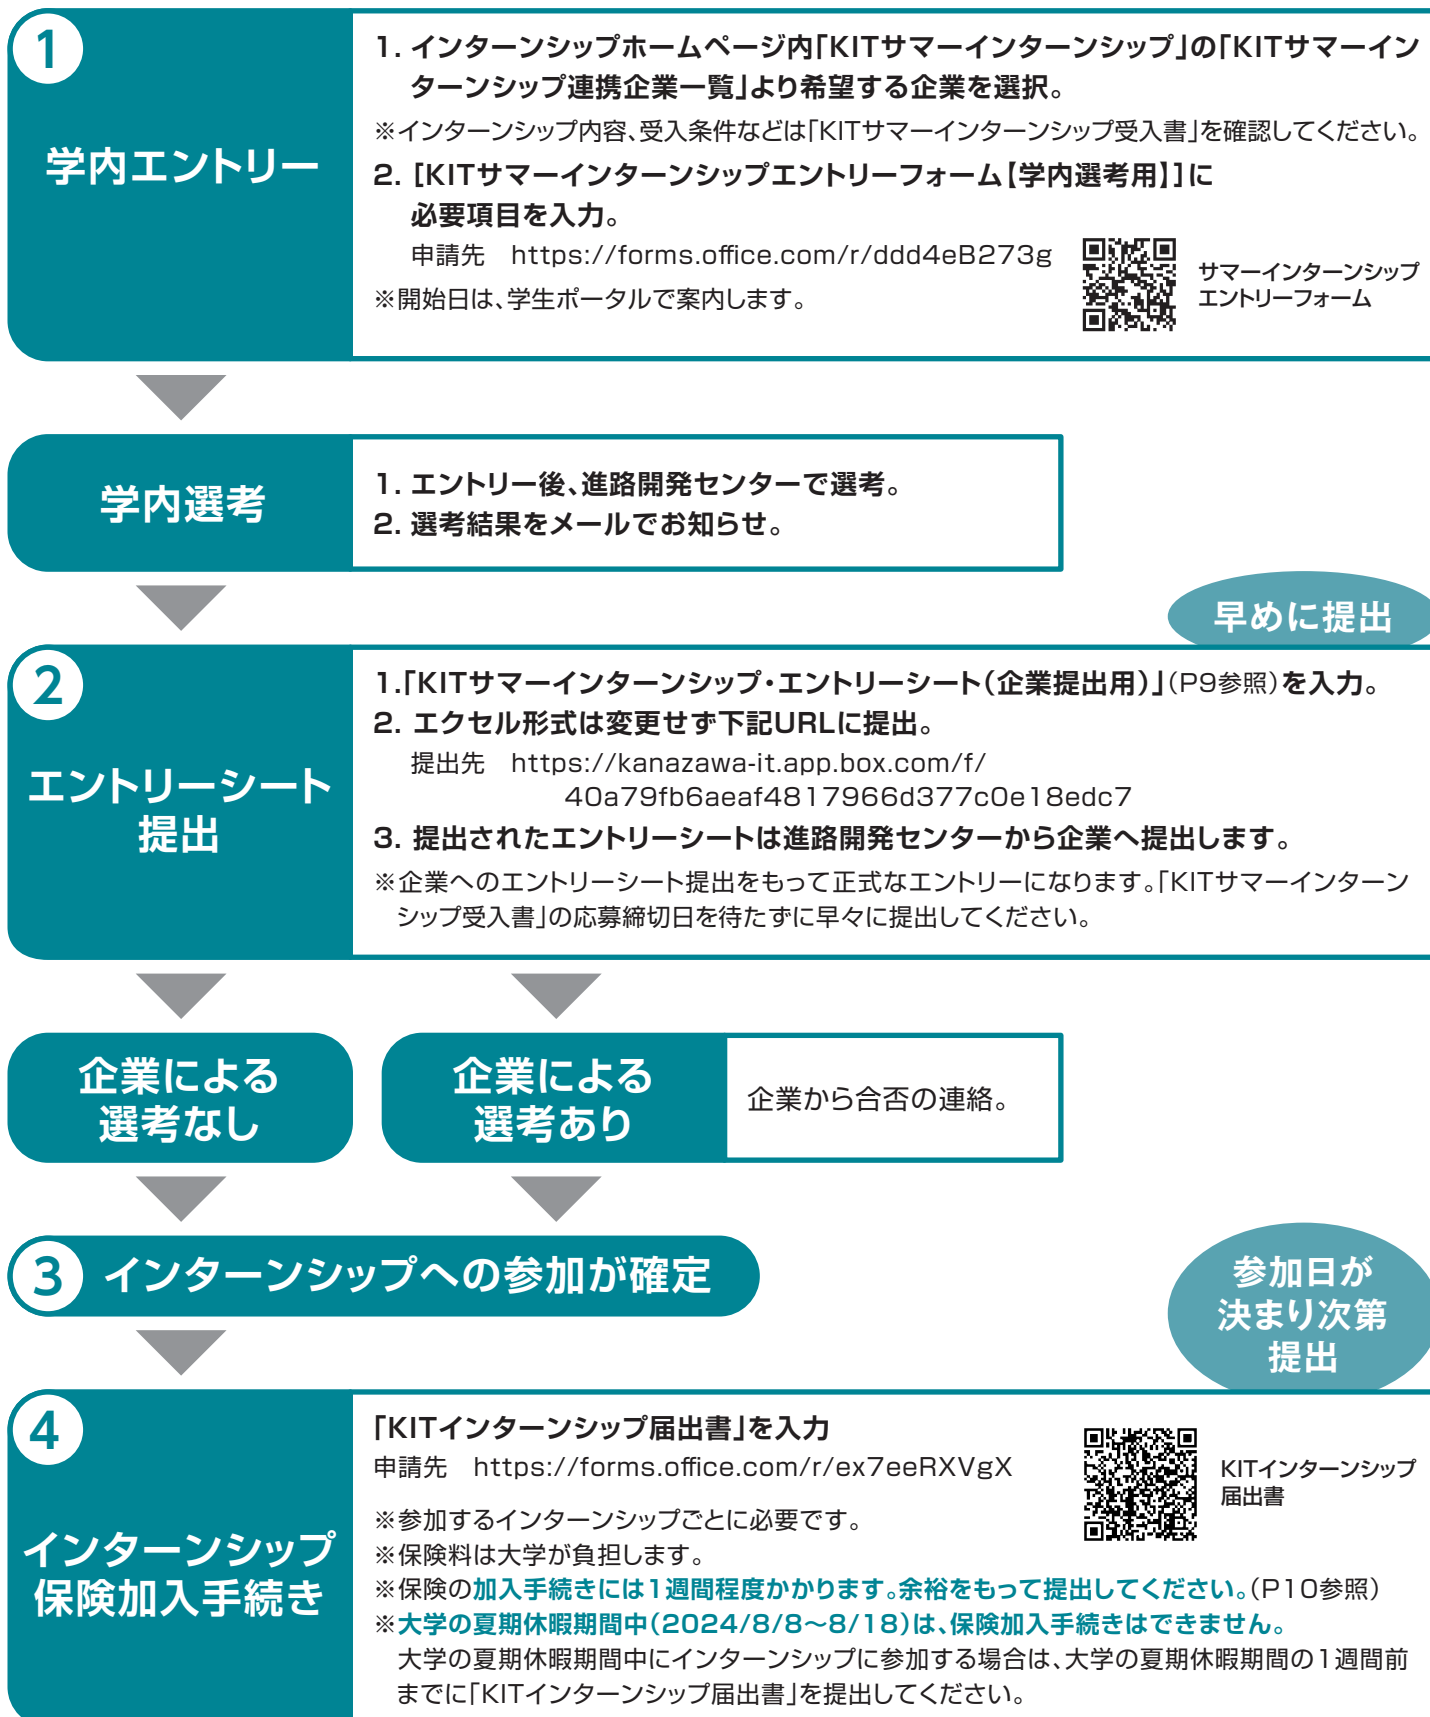 1
学内エントリー
1. インターンシップホームページ内「KITサマーインターンシップ」の「KITサマーイン
ターンシップ連携企業一覧」より希望する企業を選択。
※インターンシップ内容、受入条件などは「KITサマーインターンシップ受入書」を確認してください。
2. [KITサマーインターンシップエントリーフォーム【学内選考用】]に
必要項目を入力。
申請先 https://forms.office.com/r/ddd4eB273g
※開始日は、学生ポータルで案内します。
サマーインターンシップ
エントリーフォーム
学内選考
1. エントリー後、進路開発センターで選考。
2. 選考結果をメールでお知らせ。
早めに提出
2
エントリーシート
提出
1.「KITサマーインターンシップ・エントリーシート(企業提出用)」(P9参照)を入力。
2. エクセル形式は変更せず下記URLに提出。
提出先 https://kanazawa-it.app.box.com/f/
40a79fb6aeaf4817966d377c0e18edc7
3. 提出されたエントリーシートは進路開発センターから企業へ提出します。
※企業へのエントリーシート提出をもって正式なエントリーになります。「KITサマーインターン
シップ受入書」の応募締切日を待たずに早々に提出してください。
企業による
選考なし
企業による
選考あり
企業から合否の連絡。
3 インターンシップへの参加が確定
参加日が
決まり次第
提出
4
インターンシップ
保険加入手続き
「KITインターンシップ届出書」を入力
申請先 https://forms.office.com/r/ex7eeRXVgX
KITインターンシップ
届出書
※参加するインターンシップごとに必要です。
※保険料は大学が負担します。
※保険の加入手続きには1週間程度かかります。余裕をもって提出してください。(P10参照)
※大学の夏期休暇期間中(2024/8/8～8/18)は、保険加入手続きはできません。
大学の夏期休暇期間中にインターンシップに参加する場合は、大学の夏期休暇期間の1週間前
までに「KITインターンシップ届出書」を提出してください。